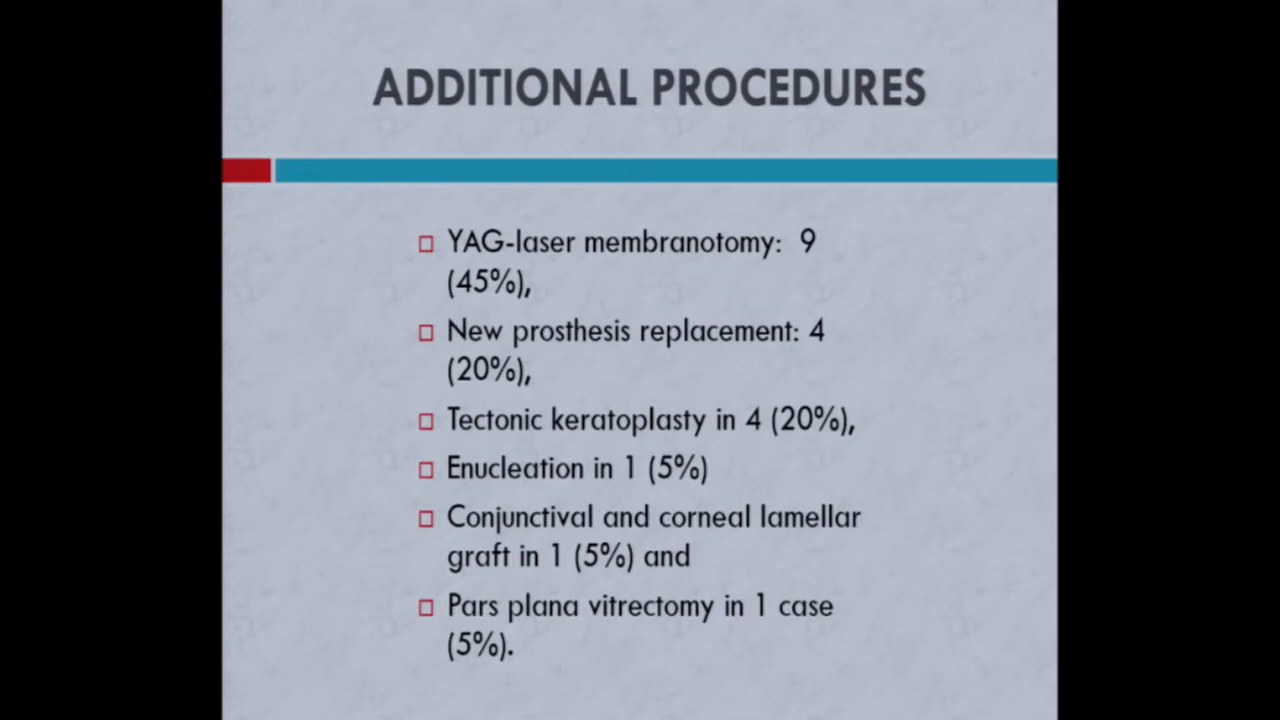 ADDITIONAL PROCEDURES
YAG-laser membranotomy: 9
(45%),
New prosthesis replacement: 4
(20%),
Tectonic keratoplasty in 4 (20%),
Enucleation in 1 (5%)
Conjunctival and corneal lamellar
graft in 1 (5%) and
Pars plana vitrectomy in 1 case
(5%).